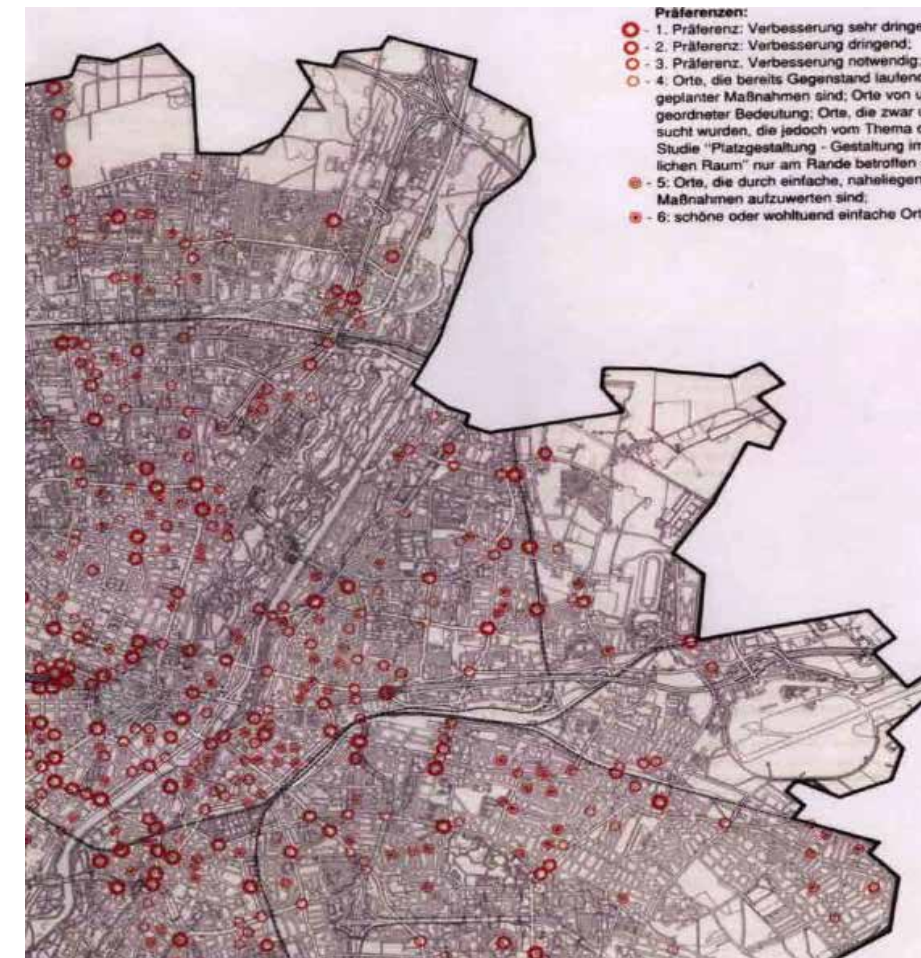 Präferenzen:
- 1. Präferenz: Verbesserung sehr dringe
- 2. Präferenz: Verbesserung dringend;
- 3. Präferenz. Verbesserung notwendig;
- 4: Orte, die bereits Gegenstand laufend
geplanter Maßnahmen sind; Orte von u
geordneter Bedeutung; Orte, die zwar
sucht wurden, die jedoch vom Thema
Studie "Platzgestaltung - Gestaltung im
lichen Raum" nur am Rande betroffen
- 5: Orte, die durch einfache, naheliegen
Maßnahmen aufzuwerten sind;
- 6: schöne oder wohltuend einfache Ort